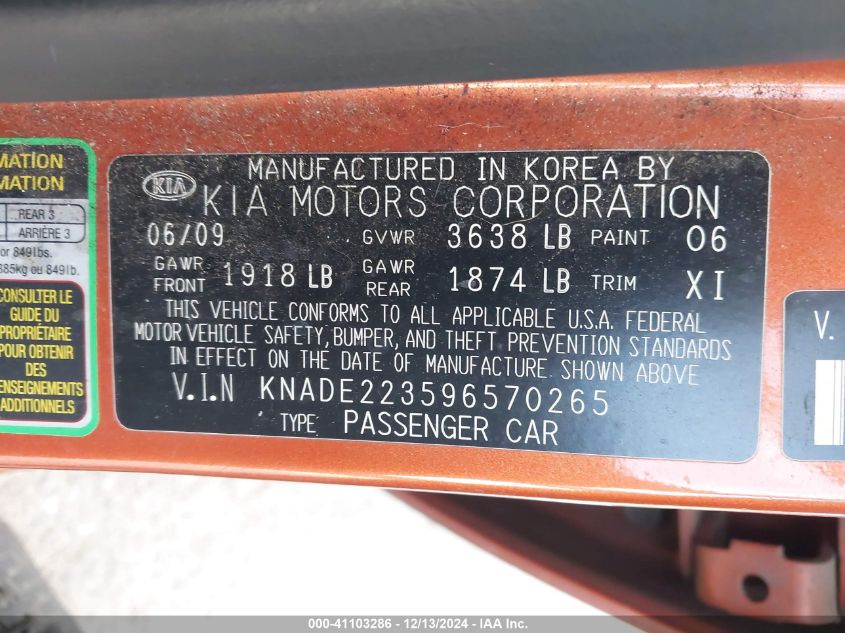 MATION
MATION
REAR 3
ARRIÈRE 3
or 849lbs.
385kg ou 849lb.
CONSULTER LE
GUIDE DU
PROPRIÉTAIRE
POUR OBTENIR
DES
ENSEIGNEMENTS
ADDITIONNELS
MANUFACTURED IN KOREA BY
KIA KIA MOTORS CORPORATION
06/09 GVWR 3638 LB PAINT 06
GAWR FRONT 1918 LB GAWR REAR 1874 LB TRIM XI
THIS VEHICLE CONFORMS TO ALL APPLICABLE U.S.A. FEDERAL
MOTOR VEHICLE SAFETY, BUMPER, AND THEFT PREVENTION STANDARDS
IN EFFECT ON THE DATE OF MANUFACTURE SHOWN ABOVE
V.I.N KNADE223596570265
TYPE: PASSENGER CAR
V.
000-41103286 - 12/13/2024 - IAA Inc.